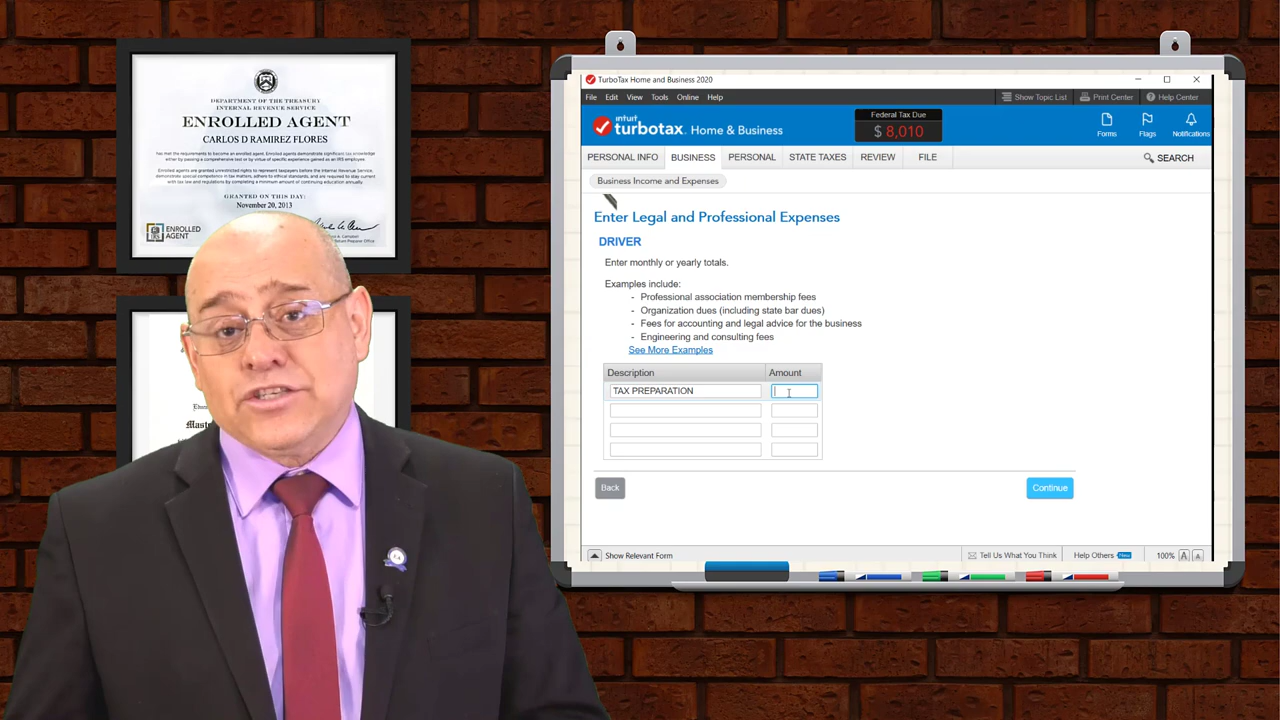 DEPARTMENT OF THE TREASURY
INTERNAL REVENUE SERVICE
ENROLLED AGENT
CARLOS D RAMIREZ FLORES
GRANTED ON THIS DAY:
November 20, 2013
ENROLLED
AGENT
TurboTax Home and Business 2020
File Edit View Tools Online Help
Show Topic List Print Center Help Center
intuit
turbotax. Home & Business
Federal Tax Due
$ 8,010
Forms Flags Notifications
PERSONAL INFO BUSINESS PERSONAL STATE TAXES REVIEW FILE SEARCH
Business Income and Expenses
Enter Legal and Professional Expenses
DRIVER
Enter monthly or yearly totals.
Examples include:
- Professional association membership fees
- Organization dues (including state bar dues)
- Fees for accounting and legal advice for the business
- Engineering and consulting fees
See More Examples
Description Amount
TAX PREPARATION
Back Continue
Show Relevant Form Tell Us What You Think Help Others New 100% A A